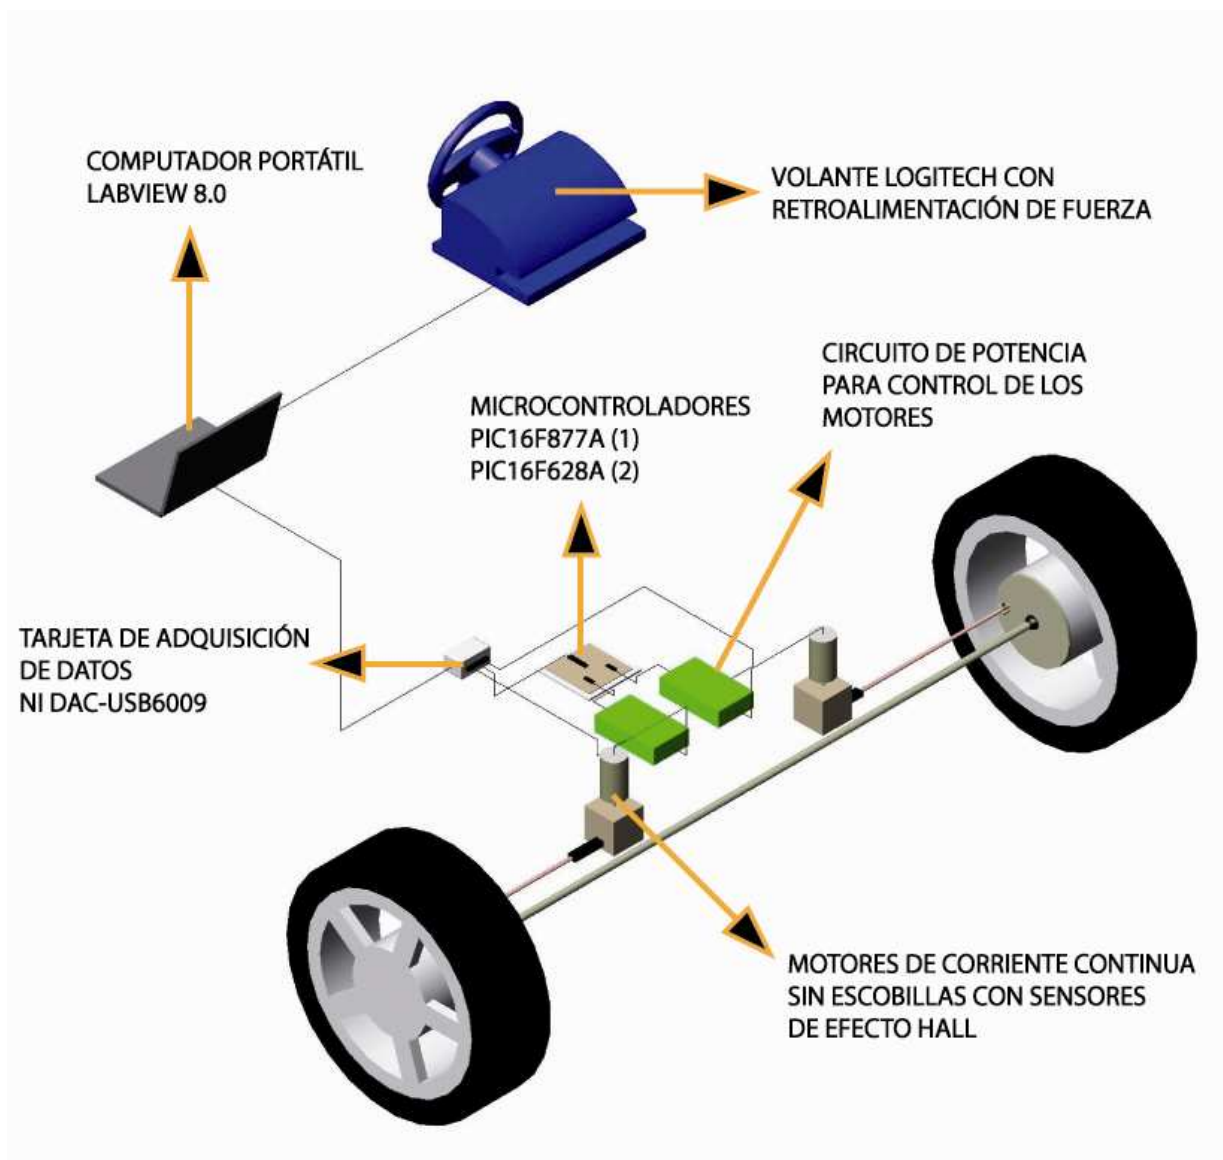 COMPUTADOR PORTÁTIL
LABVIEW 8.0
VOLANTE LOGITECH CON
RETROALIMENTACIÓN DE FUERZA
CIRCUITO DE POTENCIA
PARA CONTROL DE LOS
MOTORES
MICROCONTROLADORES
PIC16F877A (1)
PIC16F628A (2)
TARJETA DE ADQUISICIÓN
DE DATOS
NI DAC-USB6009
MOTORES DE CORRIENTE CONTINUA
SIN ESCOBILLAS CON SENSORES
DE EFECTO HALL